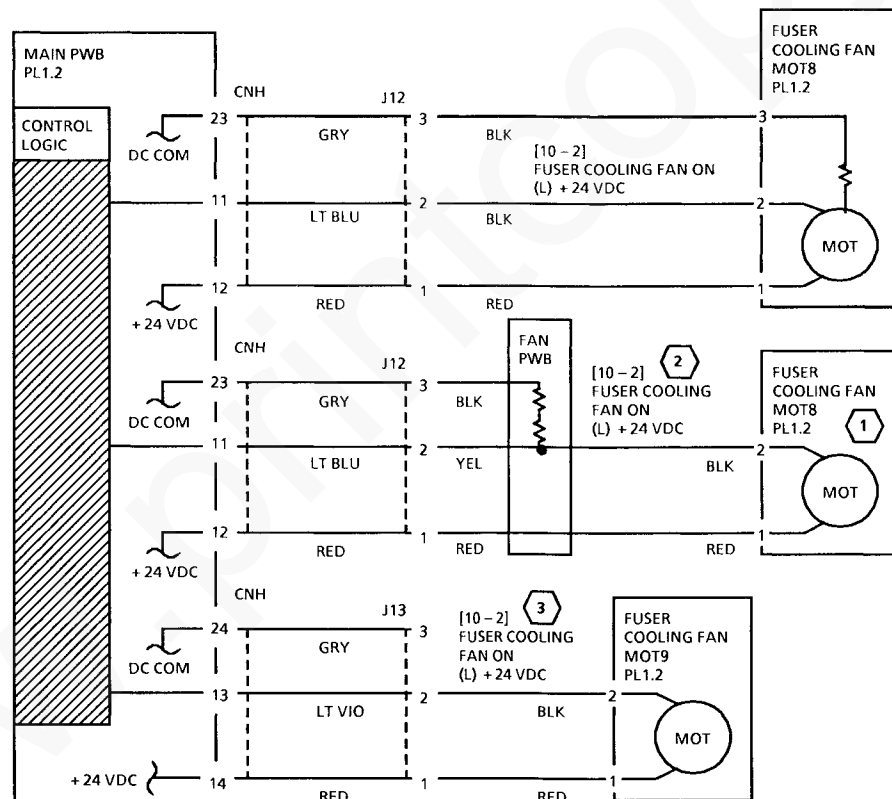 MAIN PWB
PL1.2
CONTROL
LOGIC
FUSER
COOLING FAN
MOT8
PL1.2
CNH
J12
23
3
3
DC COM
GRY
BLK
[10 – 2]
FUSER COOLING FAN ON
(L) + 24 VDC
11
2
2
LT BLU
BLK
MOT
12
1
1
+ 24 VDC
RED
RED
CNH
J12
FAN
PWB
[10 – 2]
2
FUSER COOLING
FAN ON
(L) + 24 VDC
FUSER
COOLING FAN
MOT8
PL1.2
1
23
3
DC COM
GRY
BLK
11
2
2
LT BLU
YEL
BLK
MOT
12
1
1
+ 24 VDC
RED
RED
RED
CNH
J13
[10 – 2]
3
FUSER COOLING
FAN ON
(L) + 24 VDC
FUSER
COOLING FAN
MOT9
PL1.2
24
3
DC COM
GRY
13
2
2
LT VIO
BLK
MOT
+ 24 VDC
14
1
1
RED
RED